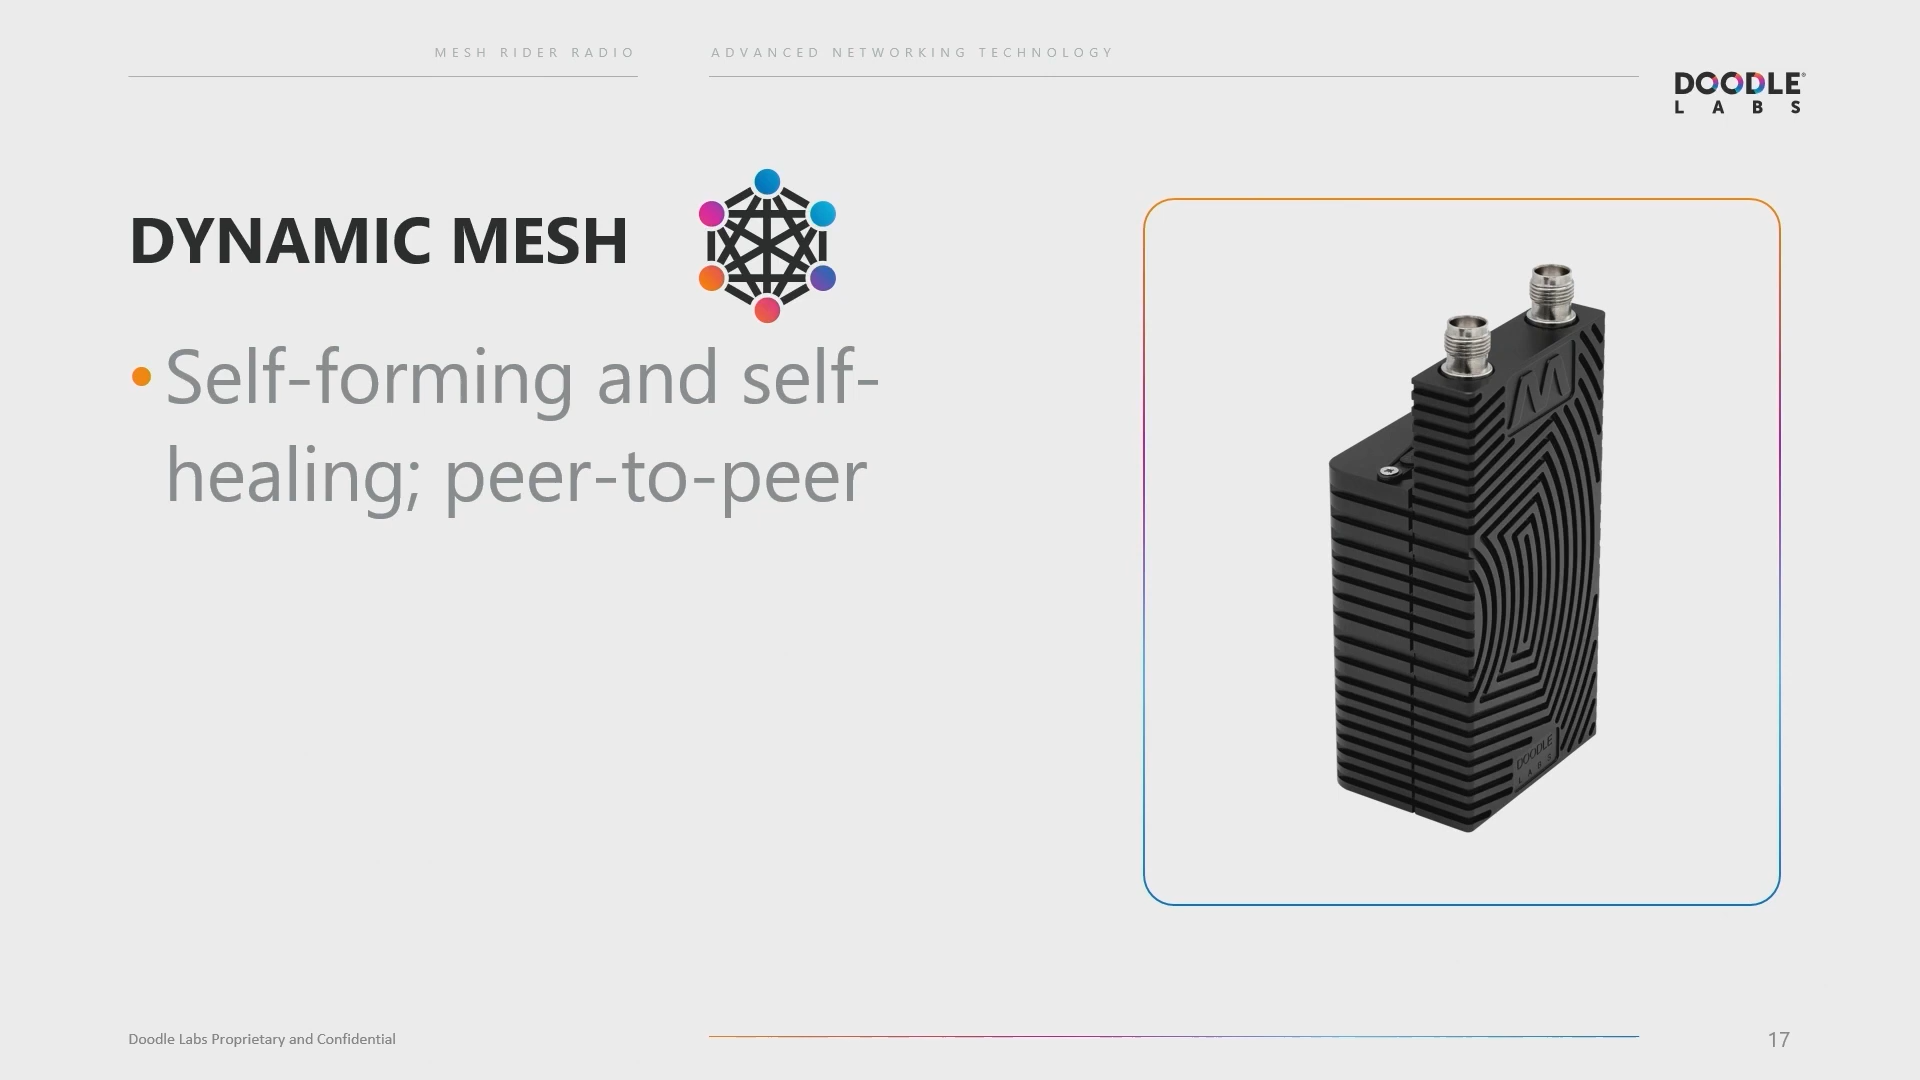 MESH RIDER RADIO
ADVANCED NETWORKING TECHNOLOGY
DOODLE
LABS
DYNAMIC MESH
• Self-forming and self-
healing; peer-to-peer
DOODLE
LABS
Doodle Labs Proprietary and Confidential
17